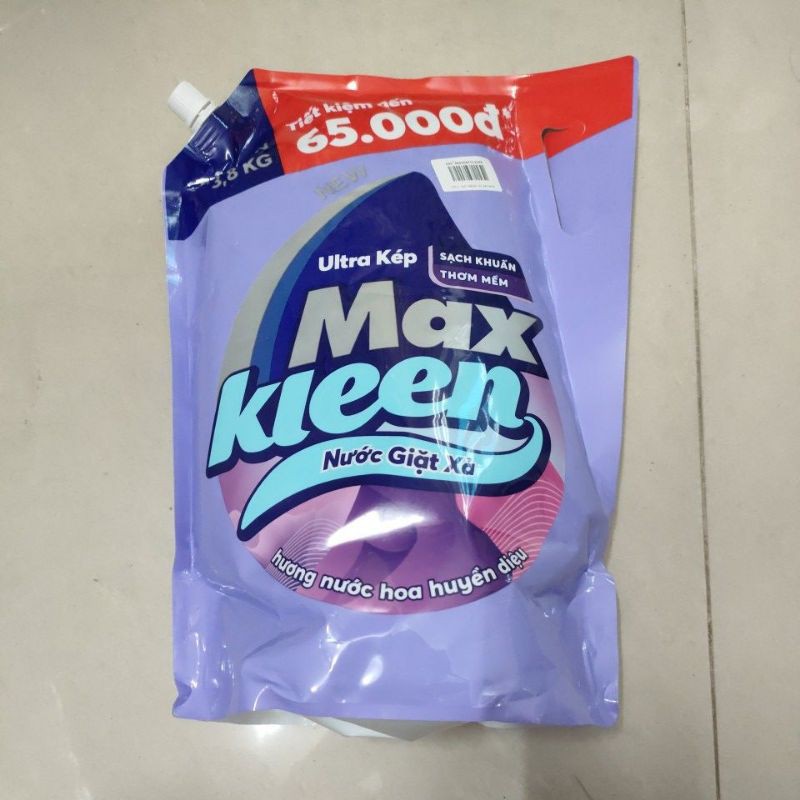 Tiết kiệm đến
65.000đ*
3,8 KG
NEW
Ultra Kép
SẠCH KHUẨN
THƠM MỀM
Max
kleen
Nước Giặt Xả
hương nước hoa huyền diệu